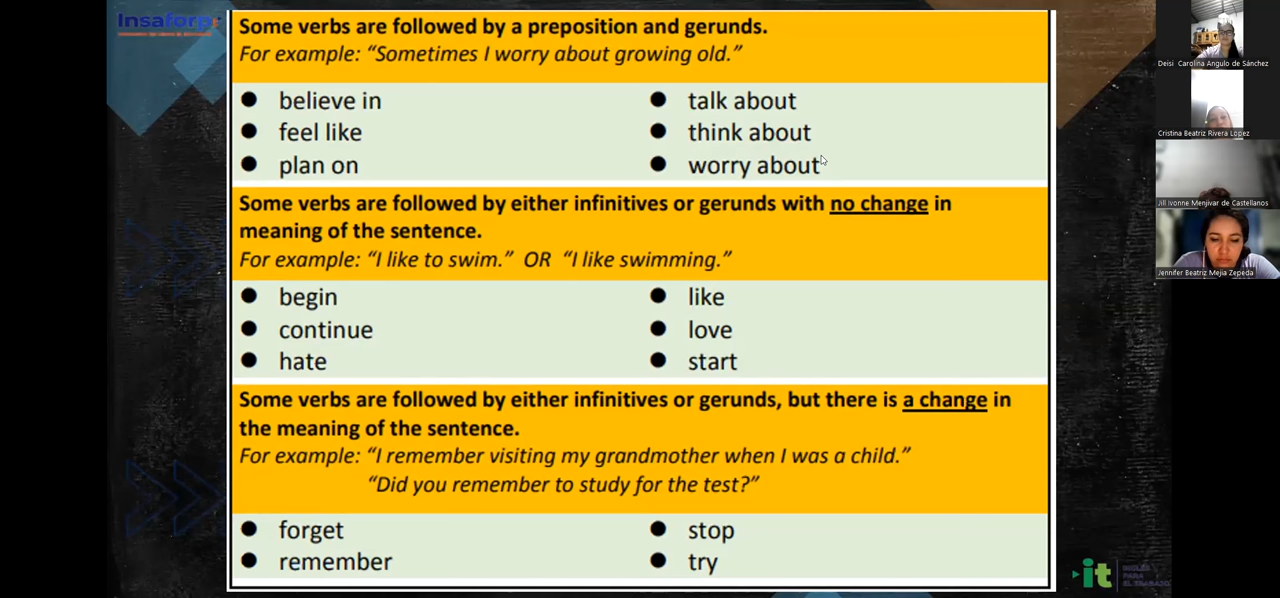 Insaforp
Some verbs are followed by a preposition and gerunds.
For example: “Sometimes I worry about growing old.”
● believe in
● feel like
● plan on
● talk about
● think about
● worry about
Some verbs are followed by either infinitives or gerunds with no change in
meaning of the sentence.
For example: “I like to swim.” OR “I like swimming.”
● begin
● continue
● hate
● like
● love
● start
Some verbs are followed by either infinitives or gerunds, but there is a change in
the meaning of the sentence.
For example: “I remember visiting my grandmother when I was a child.”
“Did you remember to study for the test?”
● forget
● remember
● stop
● try
it
INGLÉS
PARA
EL TRABAJO
Deisi Carolina Angulo de Sánchez
Cristina Beatriz Rivera Lopez
Jill Ivonne Menjivar de Castellanos
Jennifer Beatriz Mejia Zepeda